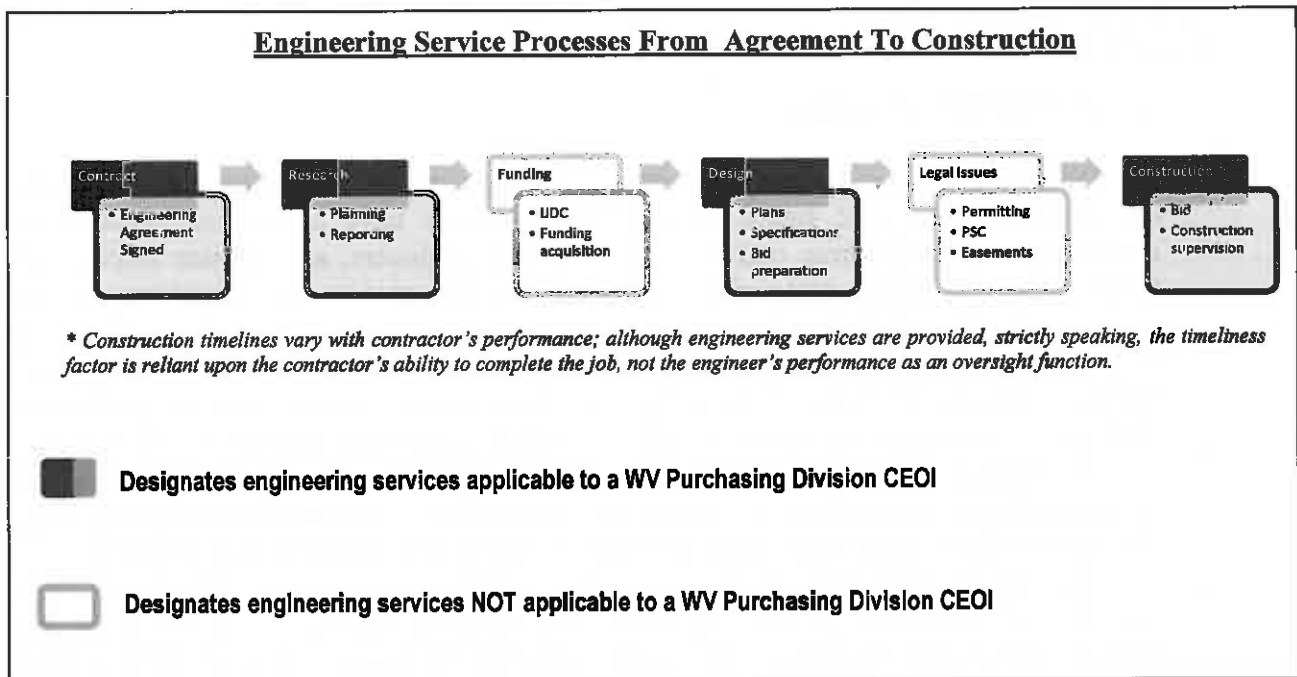 Engineering Service Processes From Agreement To Construction
Contract
• Engineering
Agreement
Signed
Research
• Planning
• Reporting
Funding
• IJDC
• Funding
acquisition
Design
• Plans
• Specifications
• Bid
preparation
Legal Issues
• Permitting
• PSC
• Easements
Construction
• Bid
• Construction
supervision
* Construction timelines vary with contractor's performance; although engineering services are provided, strictly speaking, the timeliness
factor is reliant upon the contractor's ability to complete the job, not the engineer's performance as an oversight function.
Designates engineering services applicable to a WV Purchasing Division CEOI
Designates engineering services NOT applicable to a WV Purchasing Division CEOI